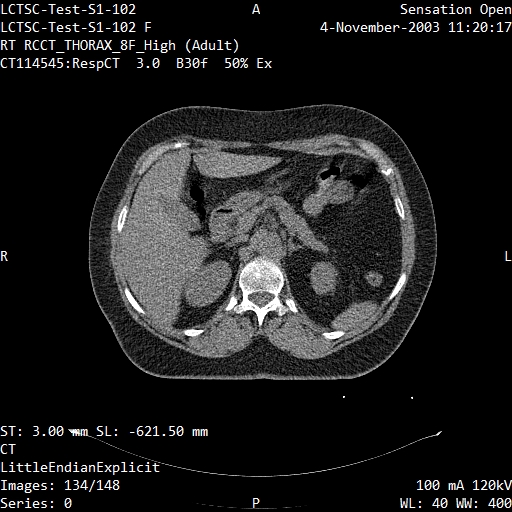 LCTSC-Test-S1-102
A
Sensation Open
LCTSC-Test-S1-102 F
4-November-2003 11:20:17
RT RCCT_THORAX_8F_High (Adult)
CT114545:RespCT 3.0 B30f 50% Ex
R
L
ST: 3.00 mm SL: -621.50 mm
CT
LittleEndianExplicit
Images: 134/148
100 mA 120kV
Series: 0
P
WL: 40 WW: 400